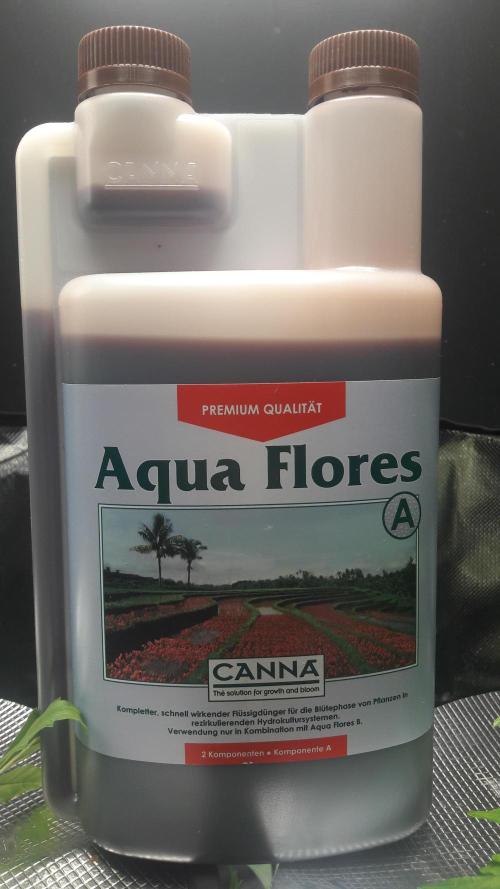 CANNA
PREMIUM QUALITÄT
Aqua Flores
A
CANNA
The solution for growth and bloom
Kompletter, schnell wirkender Flüssigdünger für die Blütephase von Pflanzen in
rezirkulierenden Hydrokultursystemen.
Verwendung nur in Kombination mit Aqua Flores B.
2 Komponenten • Komponente A